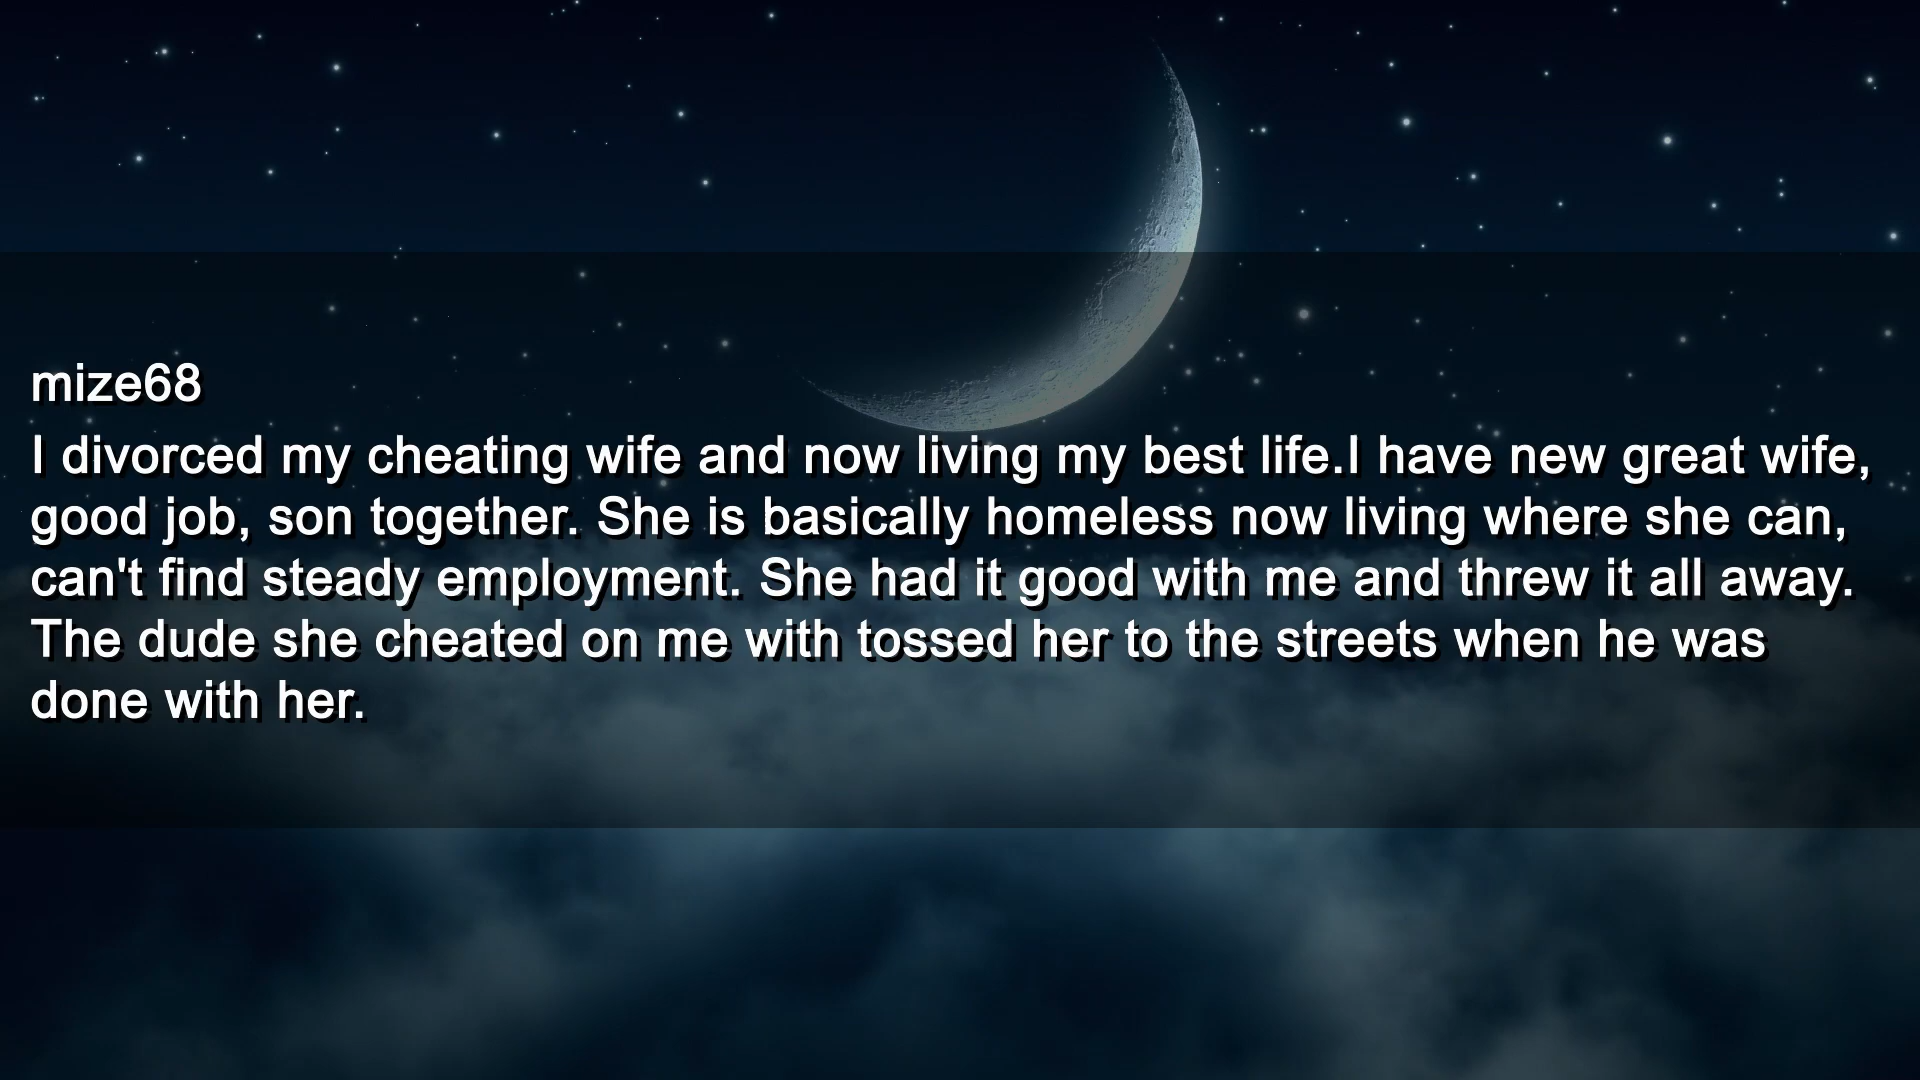 mize68
I divorced my cheating wife and now living my best life.I have new great wife,
good job, son together. She is basically homeless now living where she can,
can't find steady employment. She had it good with me and threw it all away.
The dude she cheated on me with tossed her to the streets when he was
done with her.